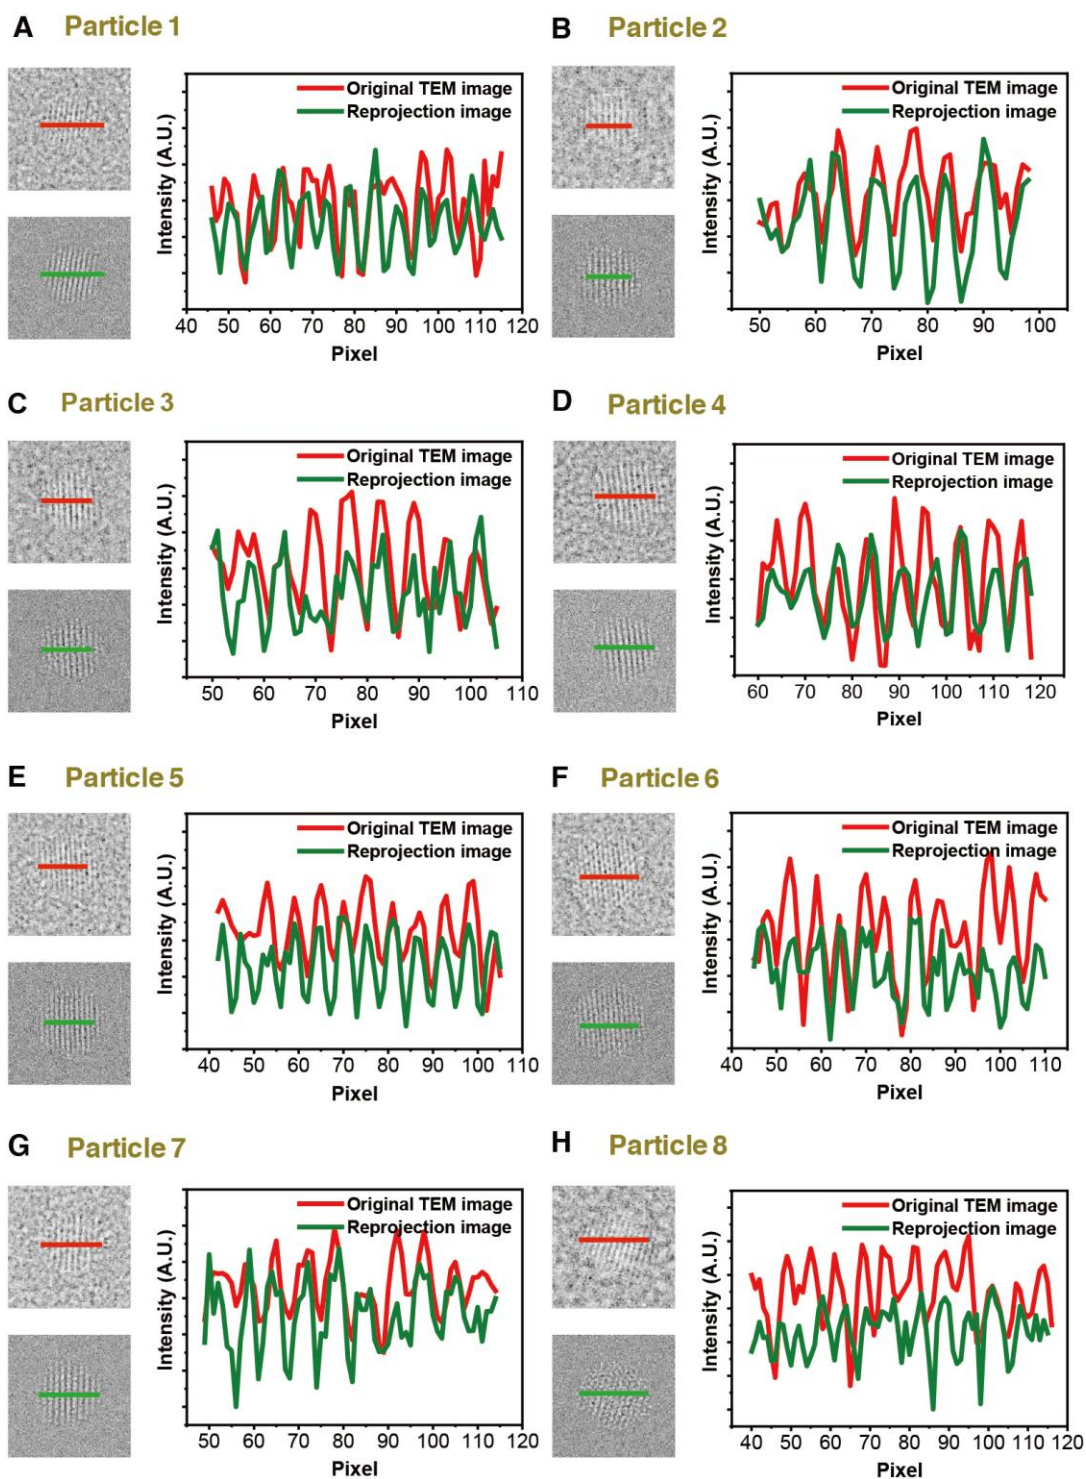 A Particle 1
Original TEM image
Reprojection image
Intensity (A.U.)
40 50 60 70 80 90 100 110 120
Pixel
B Particle 2
Original TEM image
Reprojection image
Intensity (A.U.)
50 60 70 80 90 100
Pixel
C Particle 3
Original TEM image
Reprojection image
Intensity (A.U.)
50 60 70 80 90 100 110
Pixel
D Particle 4
Original TEM image
Reprojection image
Intensity (A.U.)
60 70 80 90 100 110 120
Pixel
E Particle 5
Original TEM image
Reprojection image
Intensity (A.U.)
40 50 60 70 80 90 100 110
Pixel
F Particle 6
Original TEM image
Reprojection image
Intensity (A.U.)
40 50 60 70 80 90 100 110
Pixel
G Particle 7
Original TEM image
Reprojection image
Intensity (A.U.)
50 60 70 80 90 100 110 120
Pixel
H Particle 8
Original TEM image
Reprojection image
Intensity (A.U.)
40 50 60 70 80 90 100 110 120
Pixel